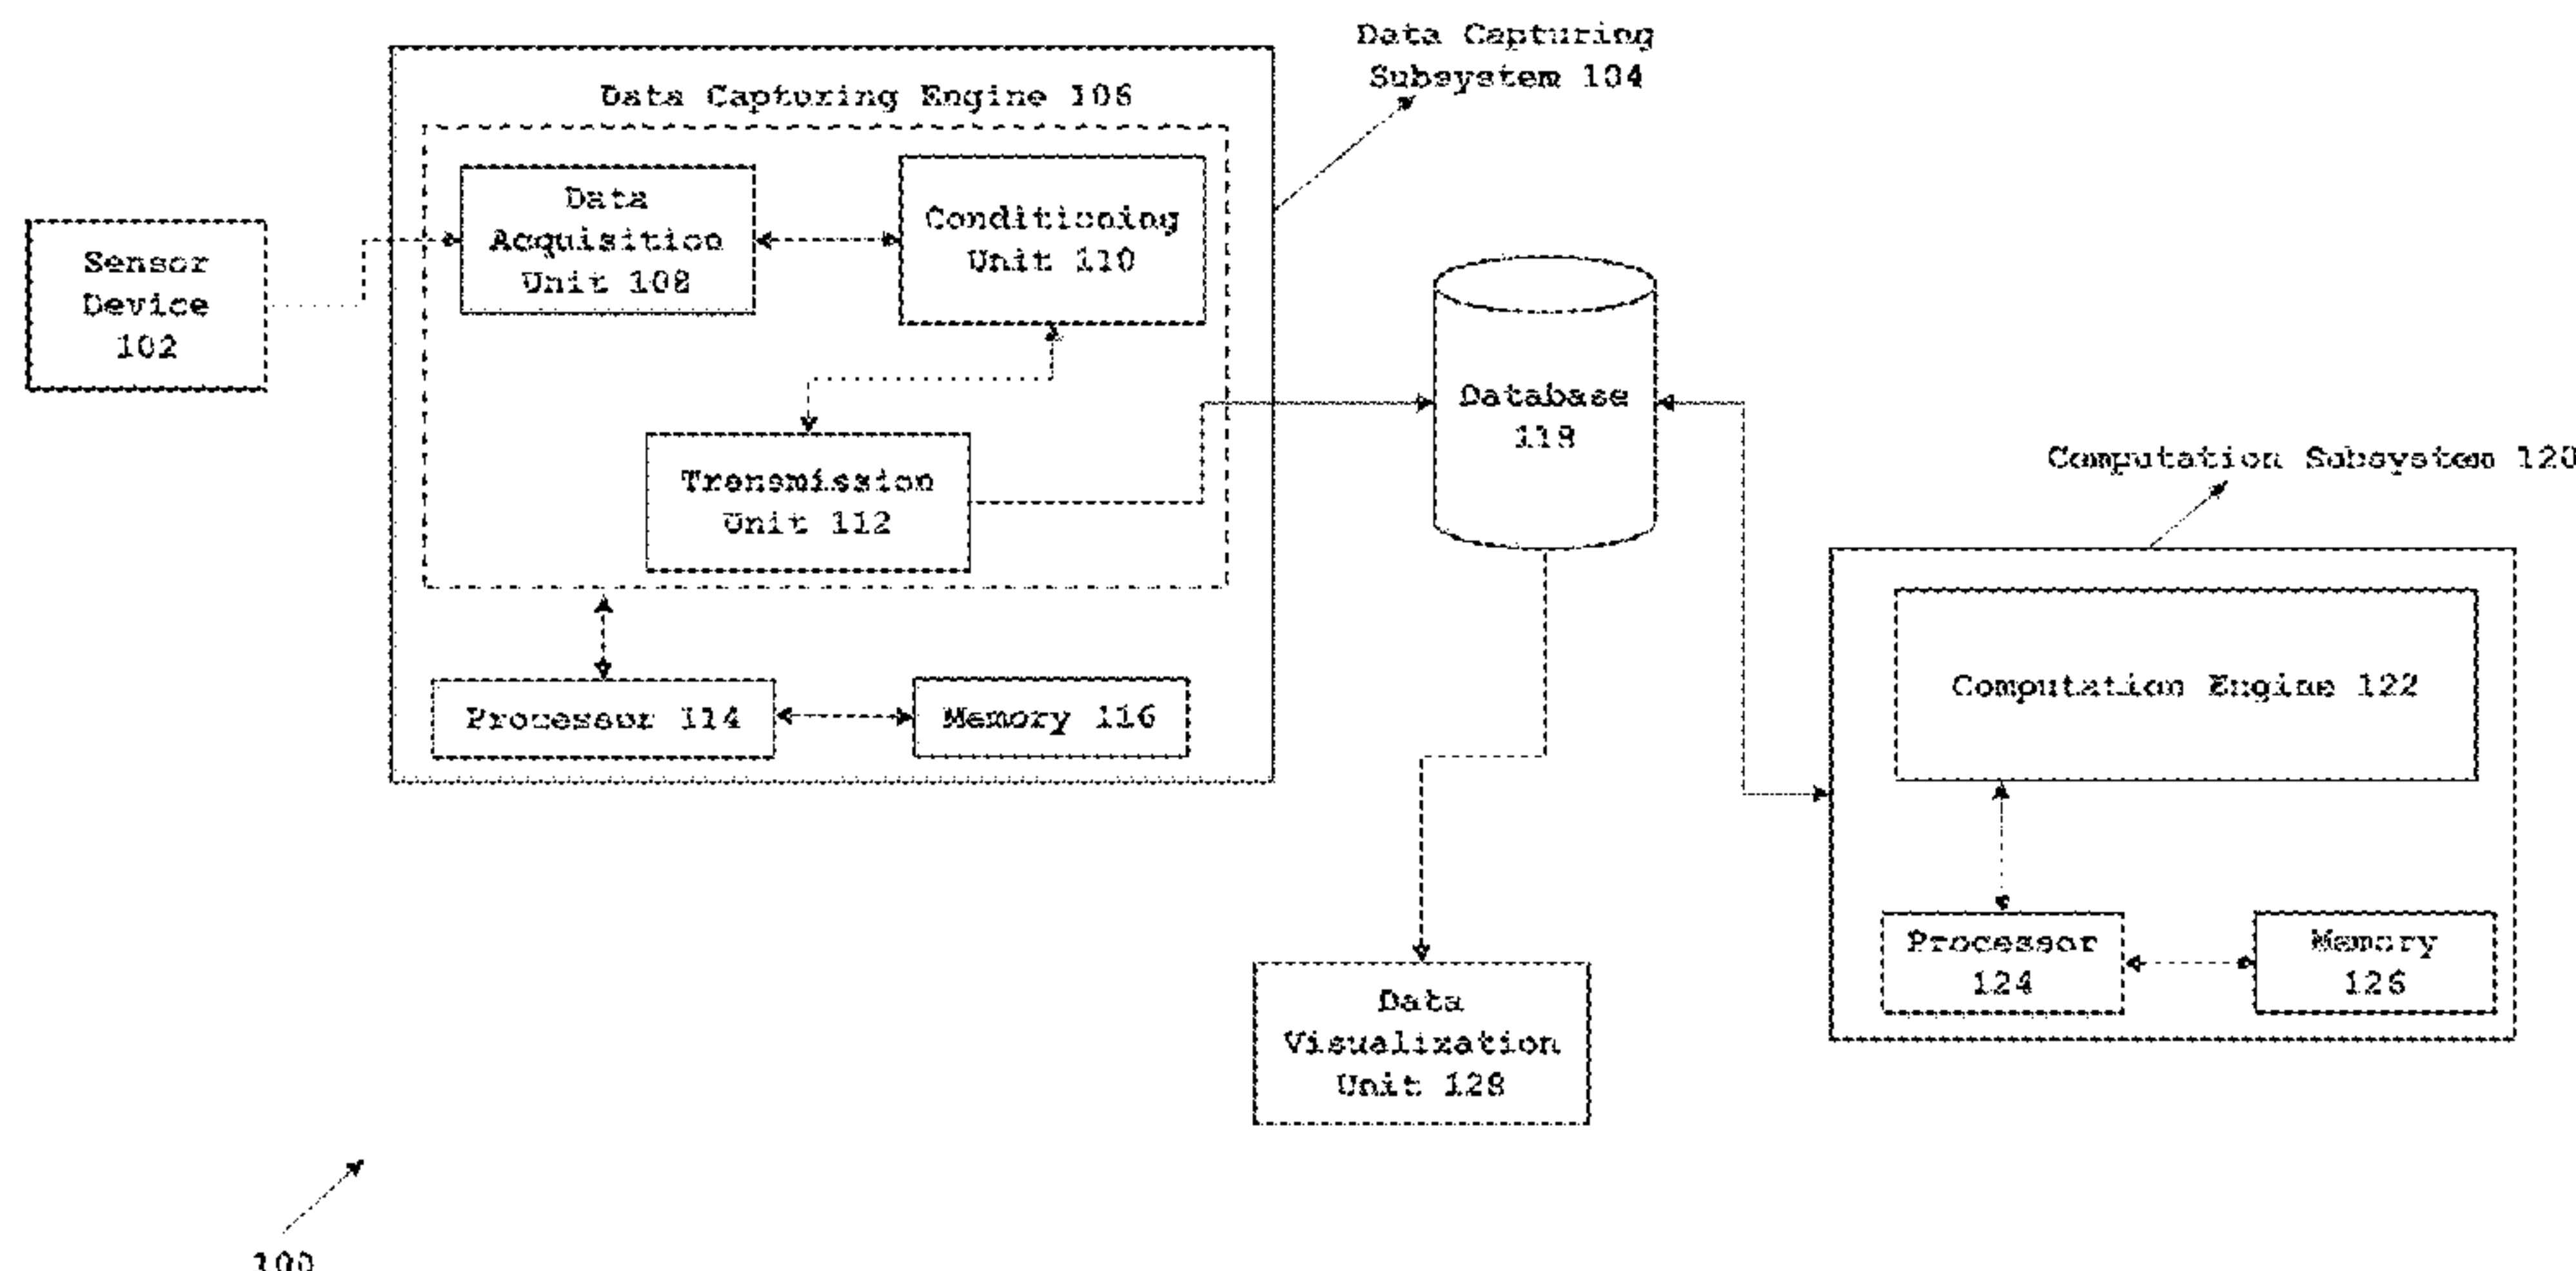 Data Capturing
Subsystem 104
Data Capturing Engine 106
Data
Acquisition
Unit 108
Conditioning
Unit 110
Sensor
Device
102
Transmission
Unit 112
Database
118
Computation Subsystem 120
Processor 114
Memory 116
Computation Engine 122
Processor
124
Memory
126
Data
Visualization
Unit 128
100